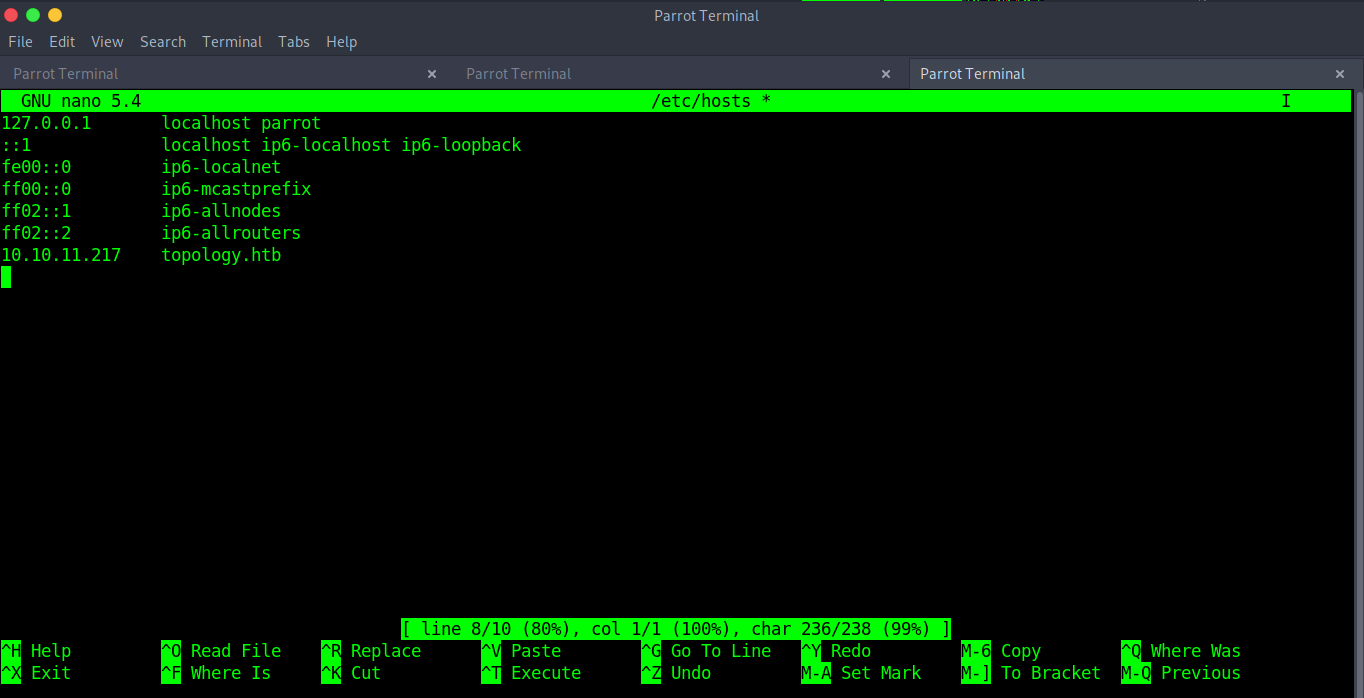 Parrot Terminal
File Edit View Search Terminal Tabs Help
Parrot Terminal × Parrot Terminal × Parrot Terminal ×
GNU nano 5.4 /etc/hosts * I
127.0.0.1 localhost parrot
::1 localhost ip6-localhost ip6-loopback
fe00::0 ip6-localnet
ff00::0 ip6-mcastprefix
ff02::1 ip6-allnodes
ff02::2 ip6-allrouters
10.10.11.217 topology.htb
[ line 8/10 (80%), col 1/1 (100%), char 236/238 (99%) ]
^H Help ^O Read File ^R Replace ^V Paste ^G Go To Line ^Y Redo M-6 Copy ^Q Where Was
^X Exit ^F Where Is ^K Cut ^T Execute ^Z Undo M-A Set Mark M-] To Bracket M-Q Previous